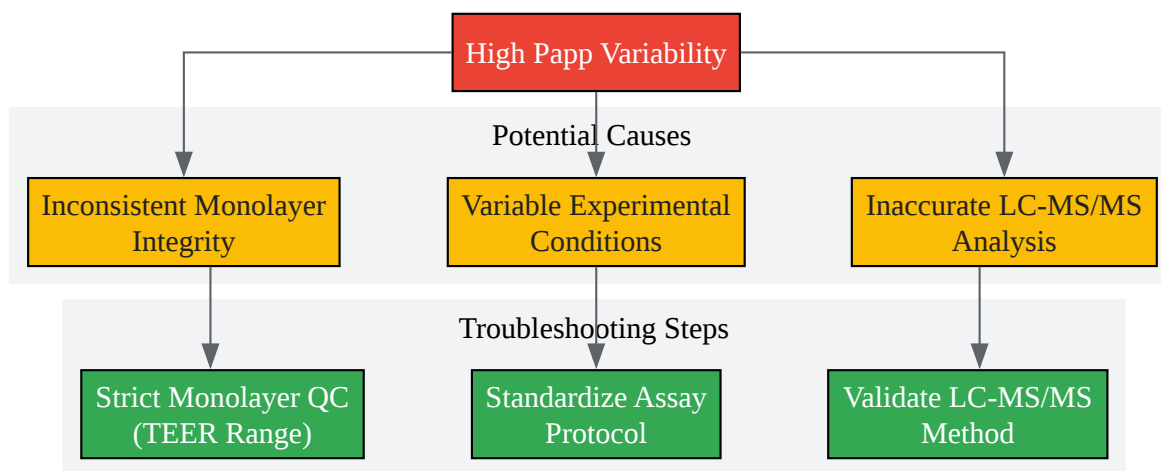 High Papp Variability
Potential Causes
Inconsistent Monolayer
Integrity
Variable Experimental
Conditions
Inaccurate LC-MS/MS
Analysis
Troubleshooting Steps
Strict Monolayer QC
(TEER Range)
Standardize Assay
Protocol
Validate LC-MS/MS
Method